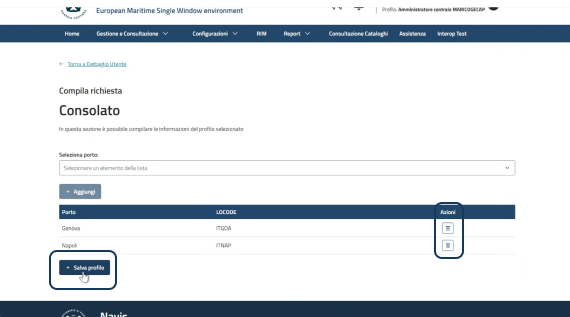 European Maritime Single Window environment
Profilo: Amministratore centrale MARICOGECAP
Home Gestione e Consultazione Configurazioni RIM Report Consultazione Cataloghi Assistenza Interop Test
← Torna a Dettaglio Utente
Compila richiesta
Consolato
In questa sezione è possibile compilare le informazioni del profilo selezionato
Seleziona porto:
Selezionare un elemento della lista
+ Aggiungi
Porto LOCODE Azioni
Genova ITGOA
Napoli ITNAP
+ Salva profilo
Navis